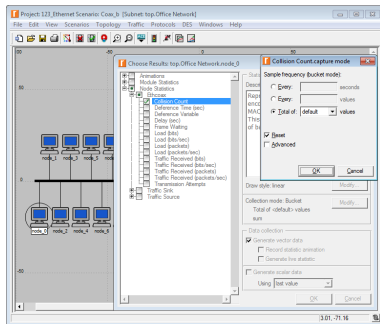 Project: 123_Ethernet Scenario: Coax_b [Subnet: top.Office Network]
File Edit View Scenarios Topology Traffic Protocols DES Windows Help
Choose Results: top.Office Network.node_0
Animations
Module Statistics
Node Statistics
Ethcoax
Collision Count
Deference Time (sec)
Deference Variable
Delay (sec)
Frame Waiting
Load (bits)
Load (bits/sec)
Load (packets)
Load (packets/sec)
Traffic Received (bits)
Traffic Received (bits/sec)
Traffic Received (packets)
Traffic Received (packets/sec)
Transmission Attempts
Traffic Sink
Traffic Source
Collision Count.capture mode
Sample frequency (bucket mode):
Every: seconds
Every: values
Total of: default values
Reset
Advanced
OK Cancel
Draw style: linear Modify...
Collection mode: Bucket Modify...
Total of <default> values
sum
Data collection
Generate vector data
Record statistic animation
Generate live statistic
Generate scalar data
Using last value
OK Cancel
50
0
-50
node_1 node_3 node_5
node_0 node_2 node_4 node_6
3.01, -71.16